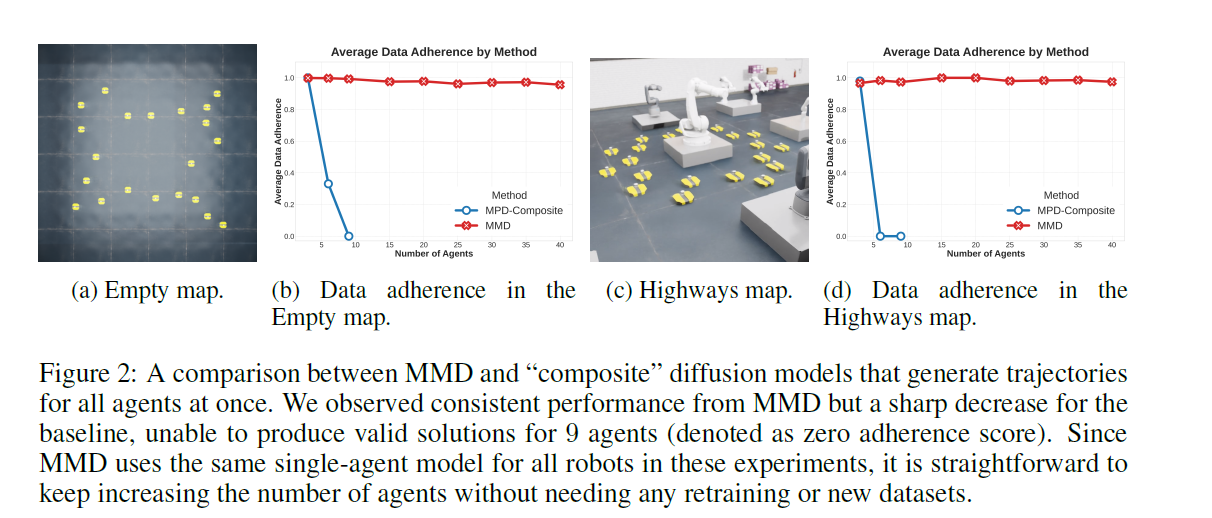 Average Data Adherence by Method
Average Data Adherence
1.0
0.8
0.6
0.4
0.2
0.0
5
10
15
20
25
30
35
40
Number of Agents
Method
MPD-Composite
MMD
Average Data Adherence by Method
Average Data Adherence
1.0
0.8
0.6
0.4
0.2
0.0
5
10
15
20
25
30
35
40
Number of Agents
Method
MPD-Composite
MMD
(a) Empty map.
(b) Data adherence in the
Empty map.
(c) Highways map.
(d) Data adherence in the
Highways map.
Figure 2: A comparison between MMD and “composite” diffusion models that generate trajectories
for all agents at once. We observed consistent performance from MMD but a sharp decrease for the
baseline, unable to produce valid solutions for 9 agents (denoted as zero adherence score). Since
MMD uses the same single-agent model for all robots in these experiments, it is straightforward to
keep increasing the number of agents without needing any retraining or new datasets.